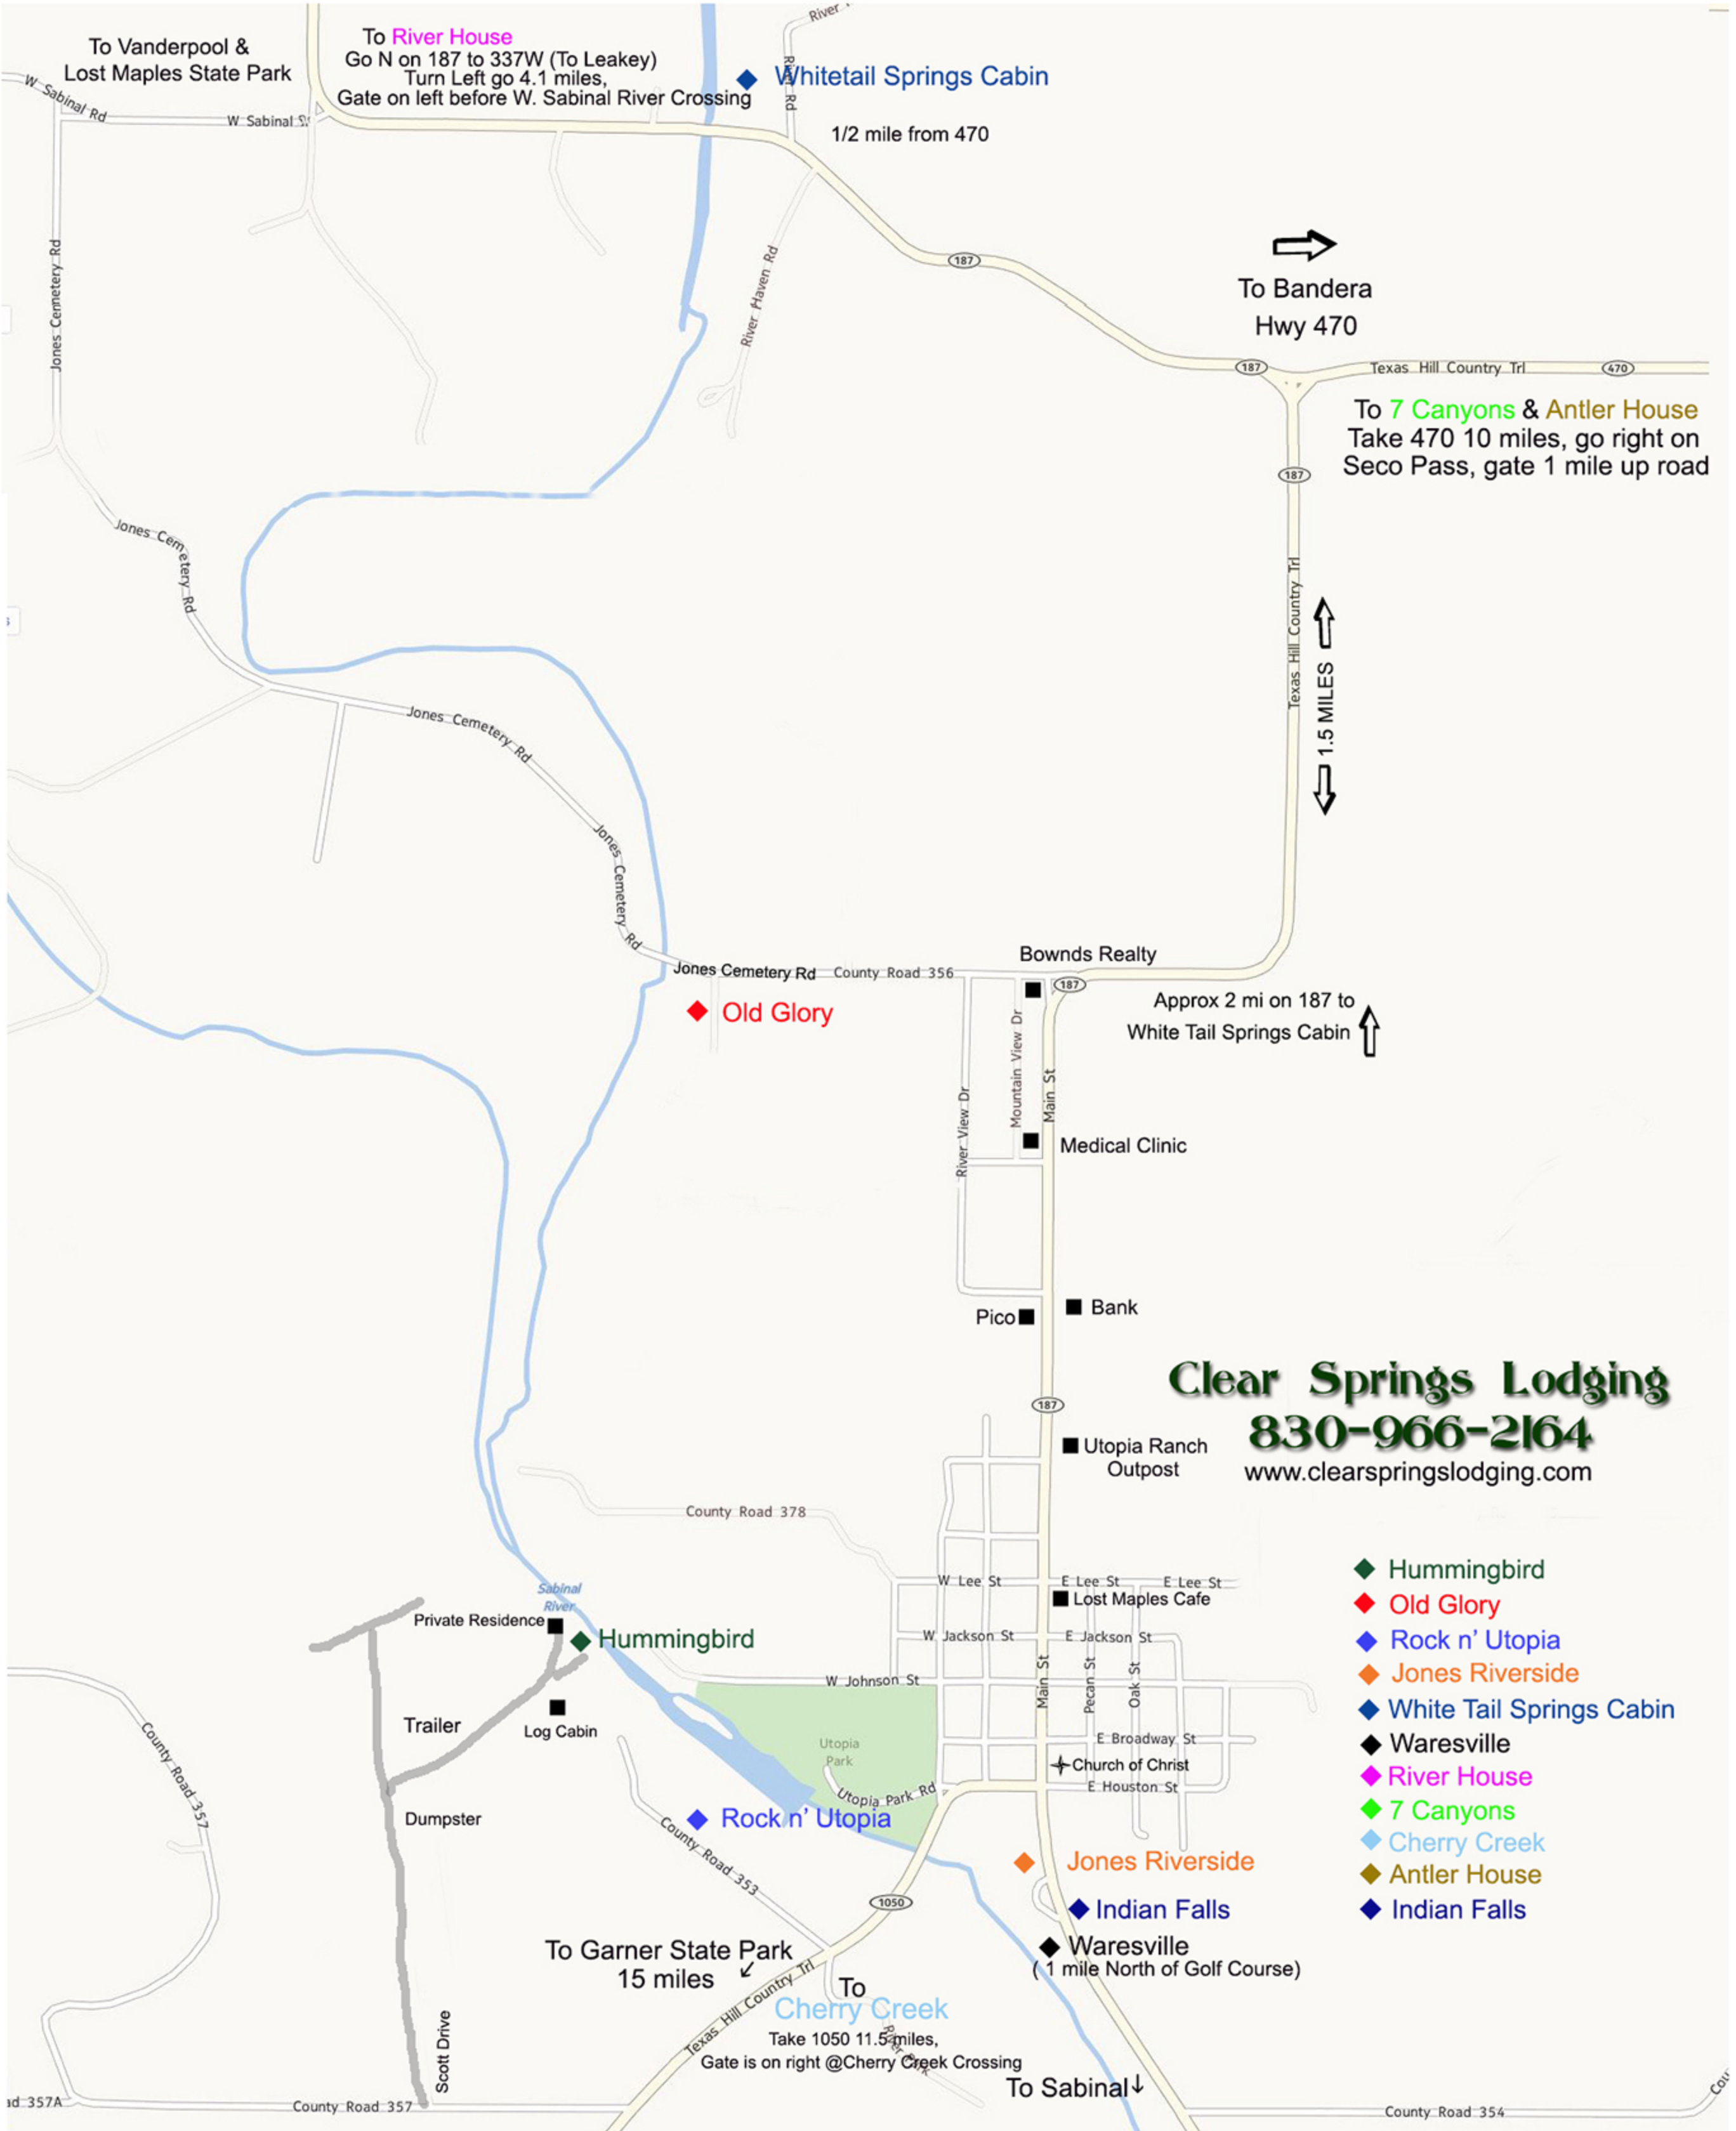 To Vanderpool &
Lost Maples State Park
To River House
Go N on 187 to 337W (To Leakey)
Turn Left go 4.1 miles,
Gate on left before W. Sabinal River Crossing
River
River Rd
Whitetail Springs Cabin
1/2 mile from 470
W Sabinal Rd
W Sabinal
Jones Cemetery Rd
River Haven Rd
187
To Bandera
Hwy 470
187
Texas Hill Country Trl
470
To 7 Canyons & Antler House
Take 470 10 miles, go right on
Seco Pass, gate 1 mile up road
187
Jones Cemetery Rd
Texas Hill Country Trl
1.5 MILES
Jones Cemetery Rd
Jones Cemetery Rd
Bownds Realty
Jones Cemetery Rd
County Road 356
187
Old Glory
Approx 2 mi on 187 to
White Tail Springs Cabin
River View Dr
Mountain View Dr
Main St
Medical Clinic
Pico
Bank
Clear Springs Lodging
830-966-2164
www.clearspringslodging.com
187
Utopia Ranch
Outpost
County Road 378
W Lee St
E Lee St
E Lee St
Lost Maples Cafe
Sabinal
River
Private Residence
Hummingbird
W Jackson St
E Jackson St
W Johnson St
Main St
Pecan St
Oak St
Trailer
Log Cabin
Utopia
Park
E Broadway St
Church of Christ
E Houston St
Utopia Park Rd
County Road 357
Dumpster
Rock n' Utopia
County Road 353
Jones Riverside
1050
Indian Falls
Waresville
( 1 mile North of Golf Course)
To Garner State Park
15 miles
Texas Hill Country Trl
To
Cherry Creek
Take 1050 11.5 miles,
Gate is on right @Cherry Creek Crossing
River Park
To Sabinal
Scott Drive
ad 357A
County Road 357
County Road 354
Cou
Hummingbird
Old Glory
Rock n' Utopia
Jones Riverside
White Tail Springs Cabin
Waresville
River House
7 Canyons
Cherry Creek
Antler House
Indian Falls